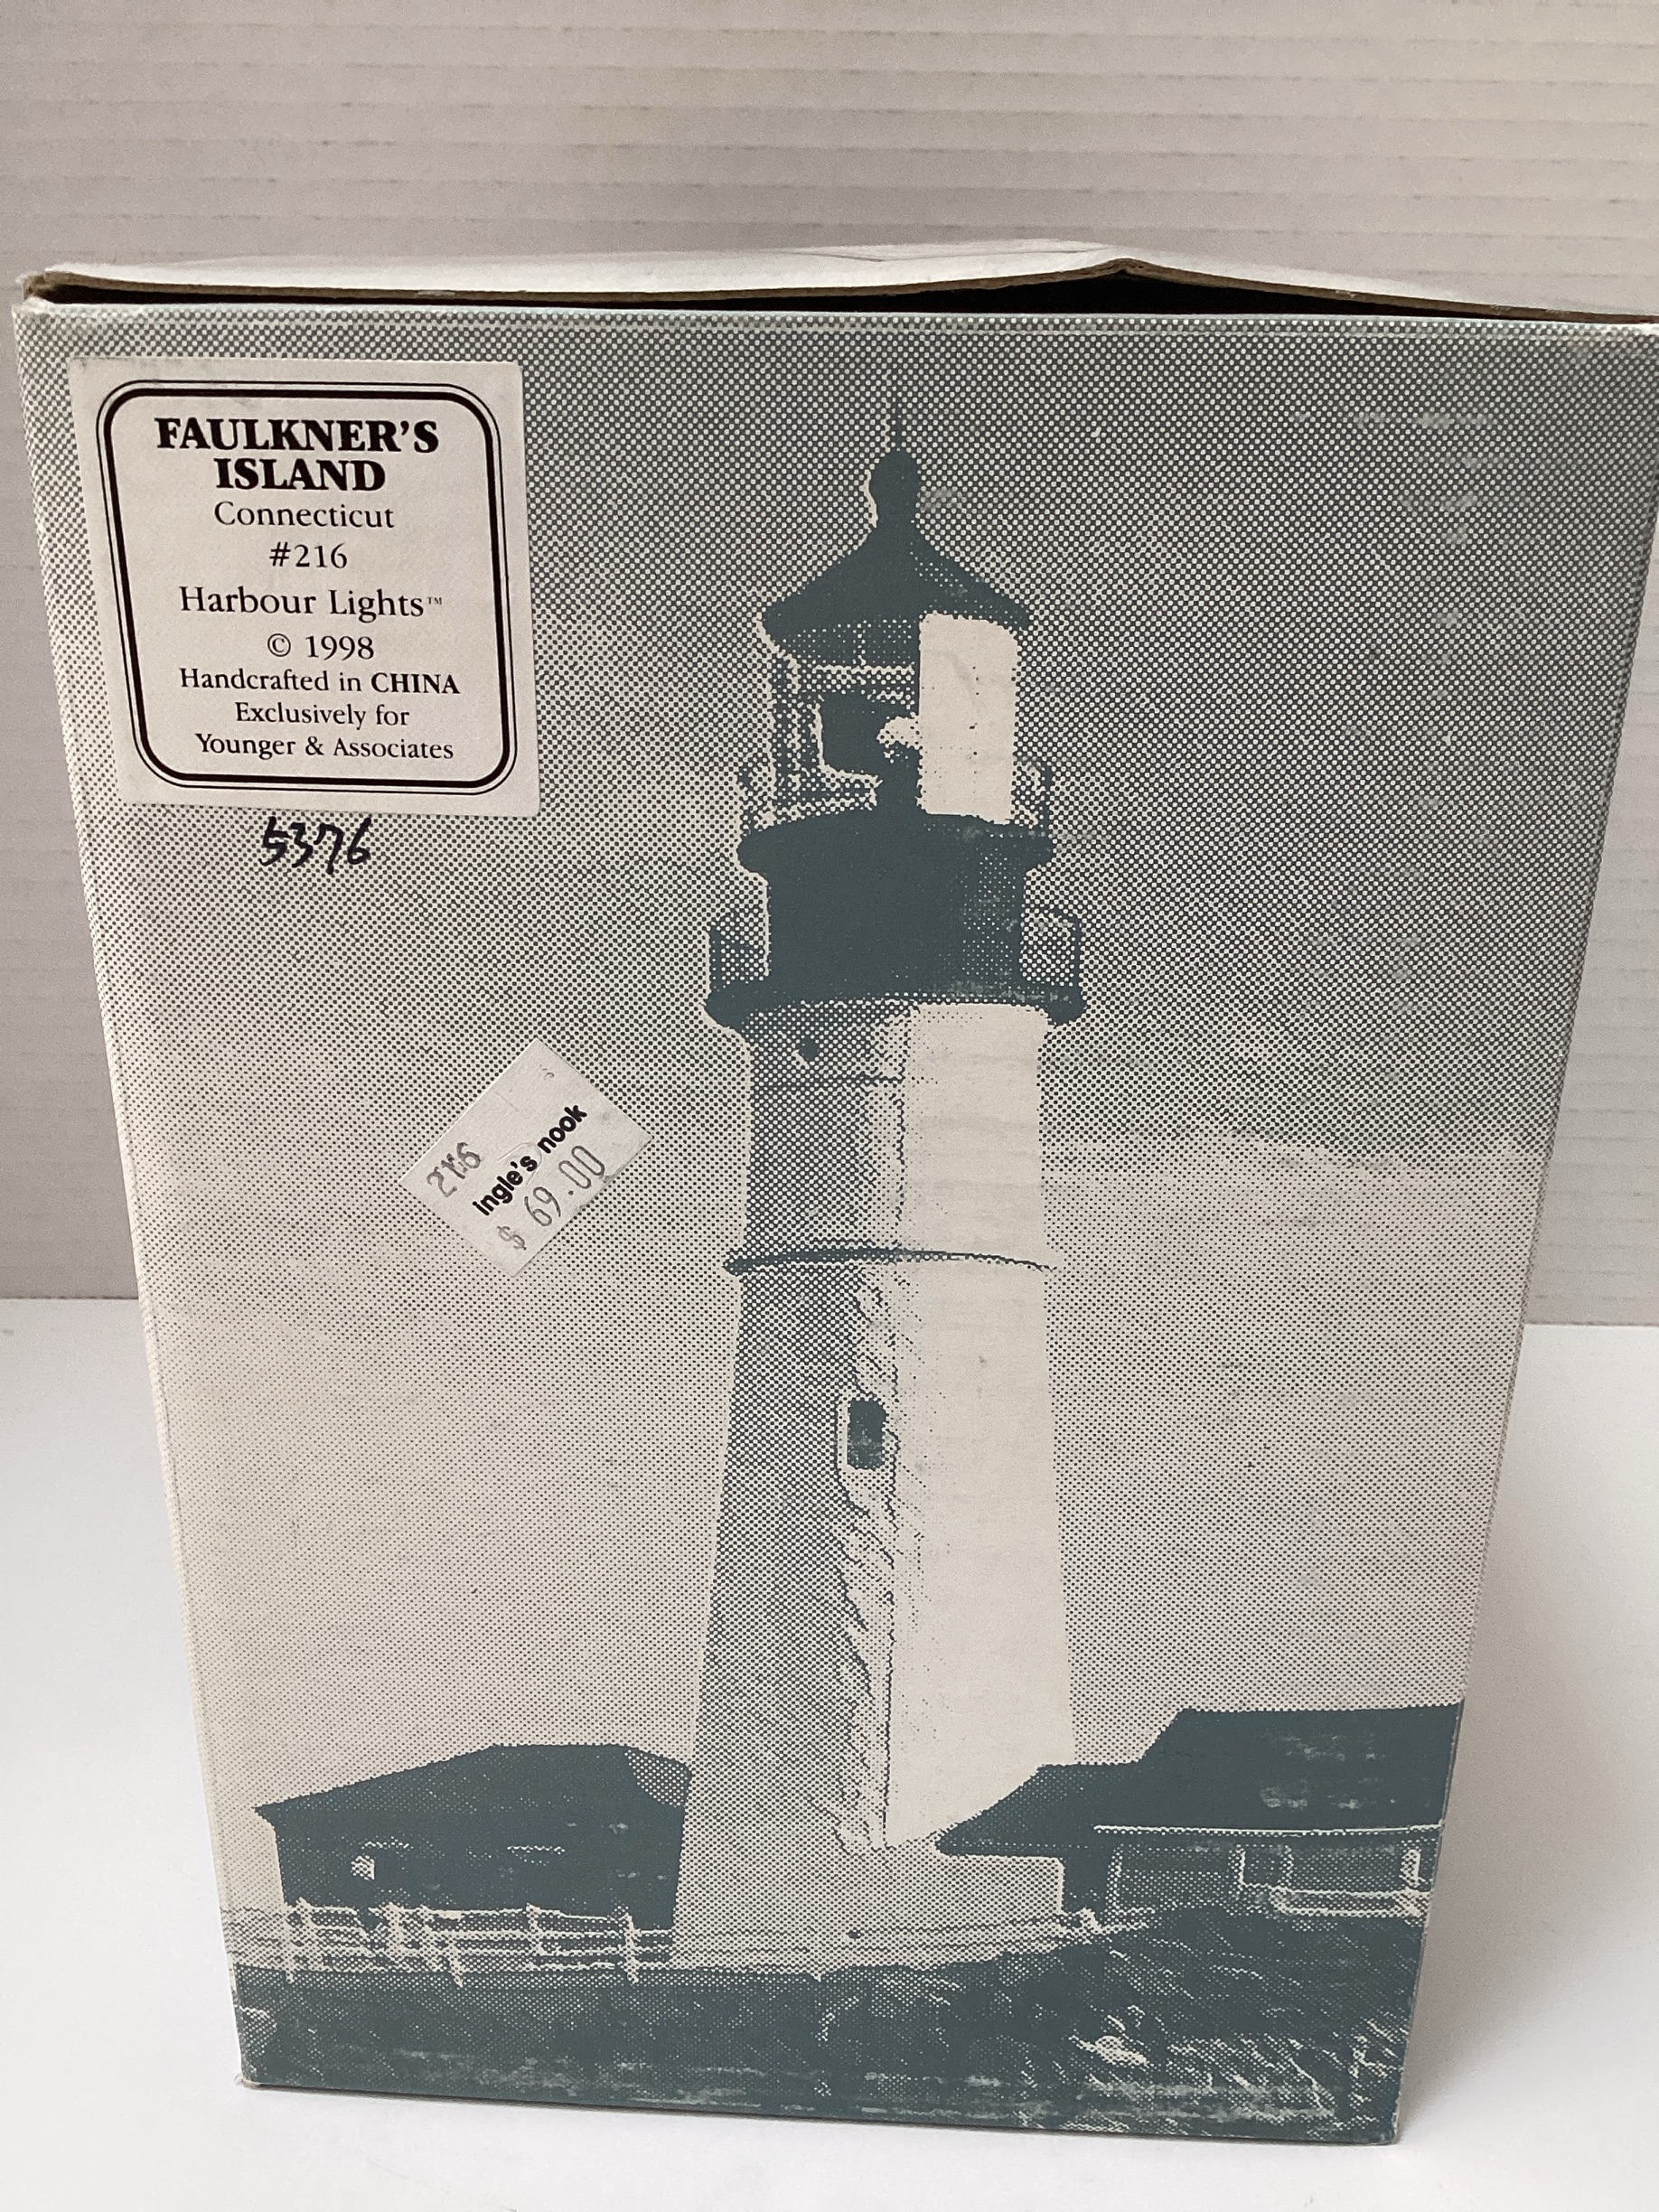 FAULKNER'S
ISLAND
Connecticut
#216
Harbour Lights™
© 1998
Handcrafted in CHINA
Exclusively for
Younger & Associates
5376
ingle's nook
$ 69.00